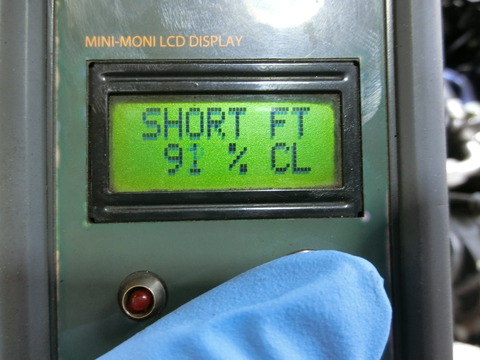 MINI-MONI LCD DISPLAY
SHORT FT
91 % CL